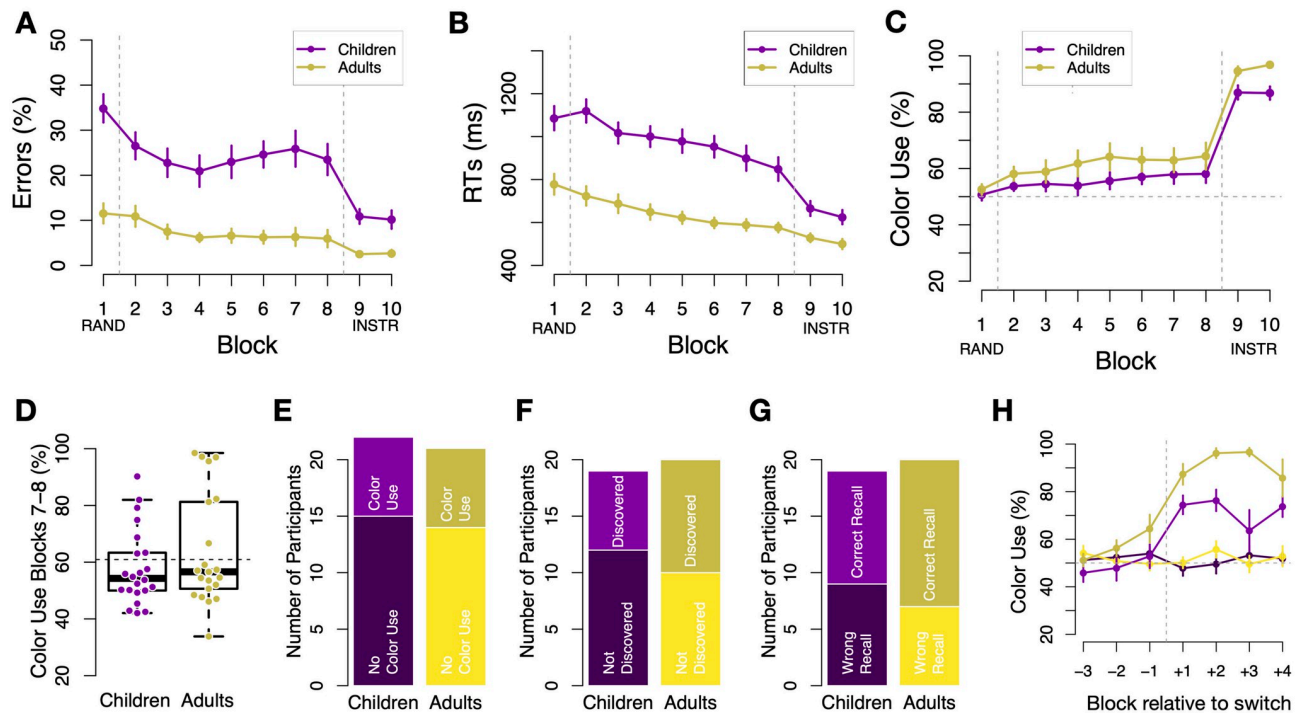 A
Errors (%)
50
40
30
20
10
0
Children
Adults
1 2 3 4 5 6 7 8 9 10
RAND
INSTR
Block
B
RTs (ms)
1200
800
400
Children
Adults
1 2 3 4 5 6 7 8 9 10
RAND
INSTR
Block
C
Color Use (%)
100
80
60
40
20
Children
Adults
1 2 3 4 5 6 7 8 9 10
RAND
INSTR
Block
D
Color Use Blocks 7–8 (%)
100
80
60
40
20
Children Adults
E
Number of Participants
20
15
10
5
0
Color
Use
No
Color Use
Color
Use
No
Color Use
Children Adults
F
Number of Participants
20
15
10
5
0
Discovered
Not
Discovered
Discovered
Not
Discovered
Children Adults
G
Number of Participants
20
15
10
5
0
Correct Recall
Wrong
Recall
Correct Recall
Wrong
Recall
Children Adults
H
Color Use (%)
100
80
60
40
20
−3 −2 −1 +1 +2 +3 +4
Block relative to switch